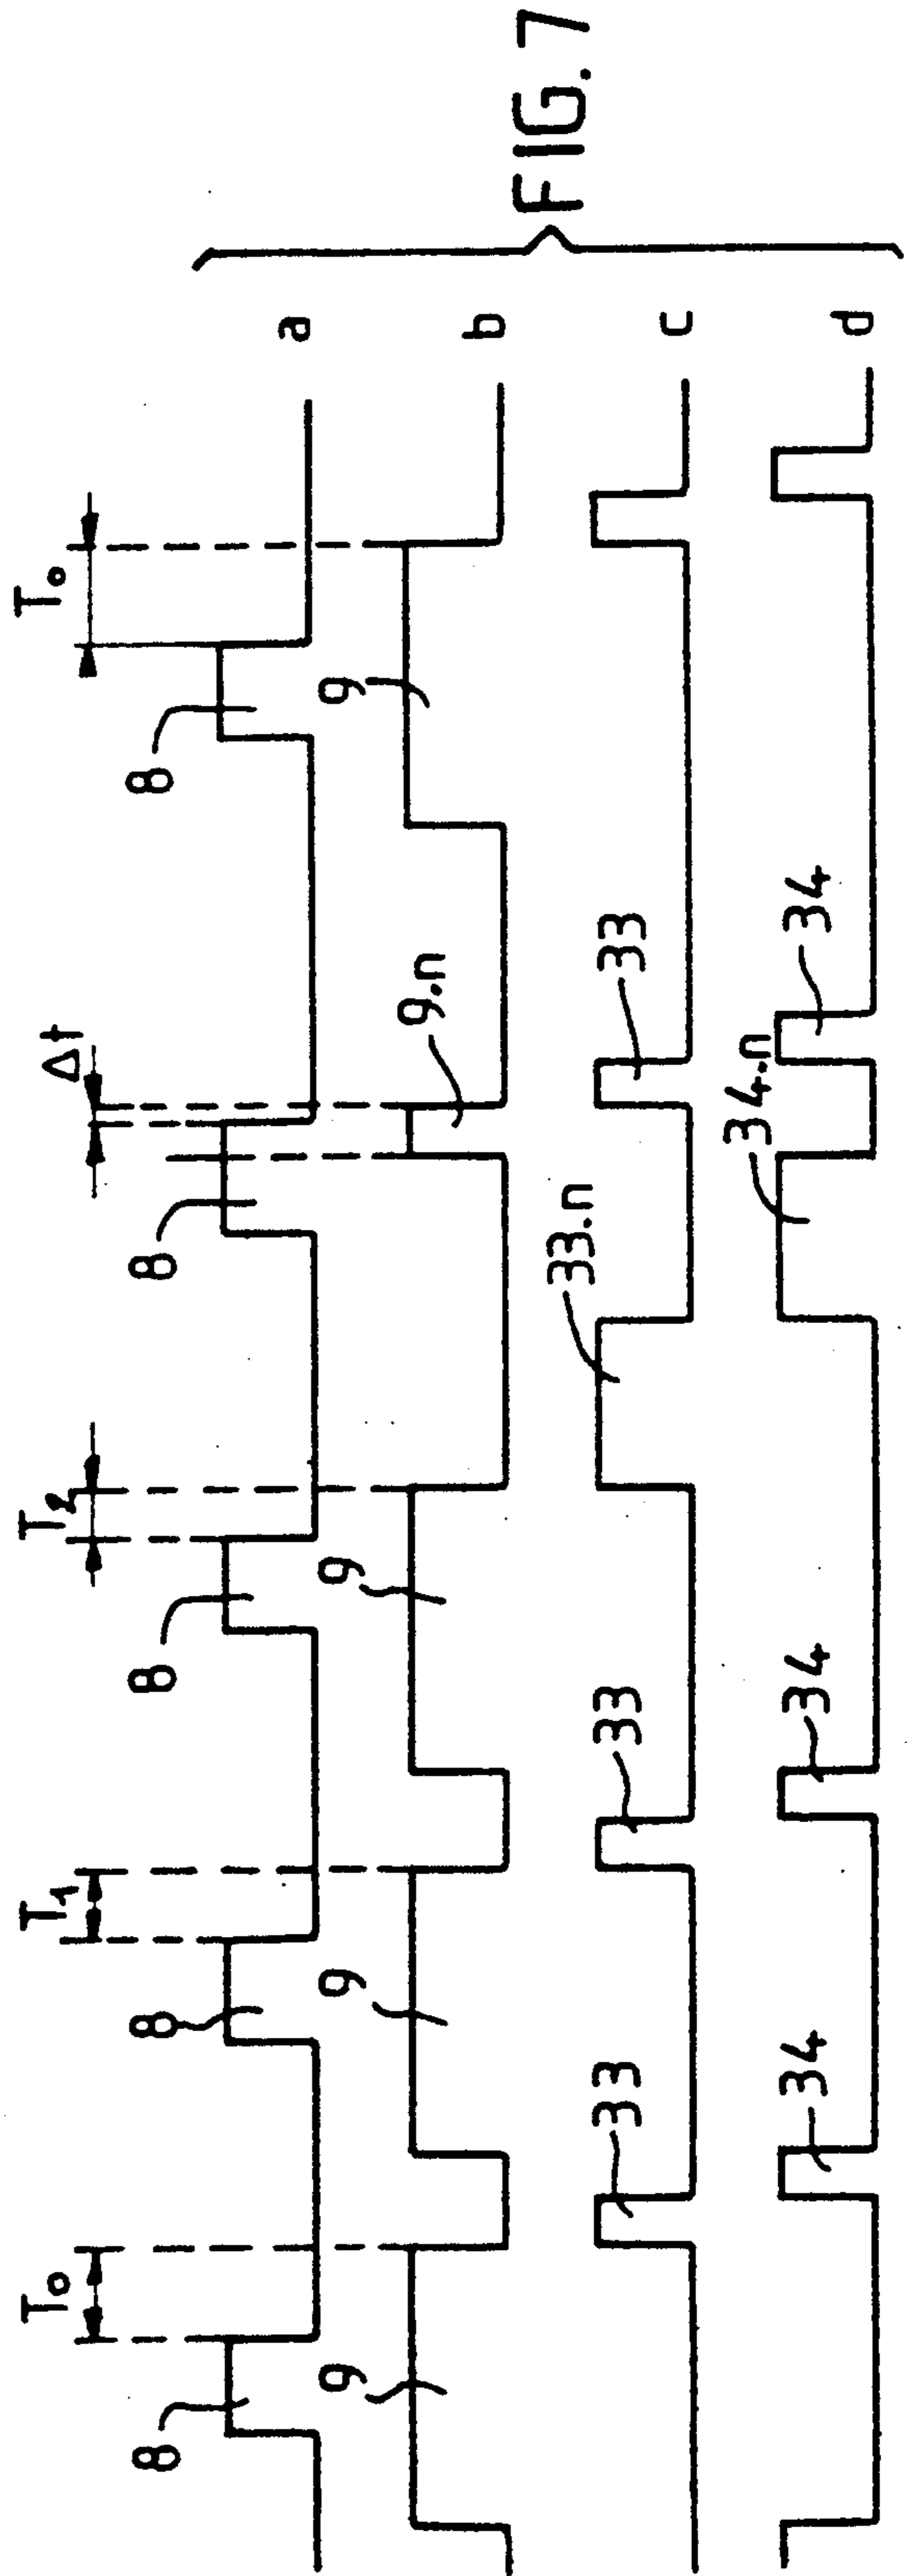 T₀ T₁ T₂ Δt T₀
8 8 8 8 8 a
9 9 9 9.n 9 b
33 33 33.n 33 c
34 34 34.n 34 d
FIG. 7